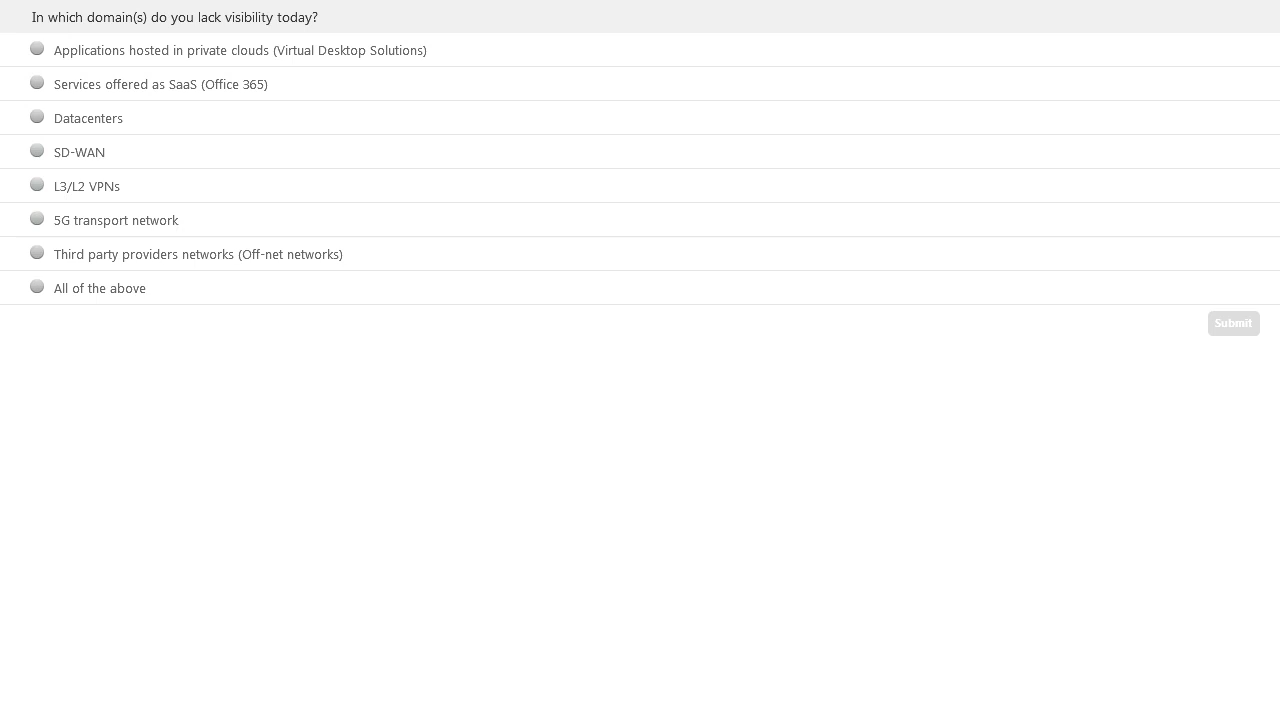 In which domain(s) do you lack visibility today?
Applications hosted in private clouds (Virtual Desktop Solutions)
Services offered as SaaS (Office 365)
Datacenters
SD-WAN
L3/L2 VPNs
5G transport network
Third party providers networks (Off-net networks)
All of the above
Submit